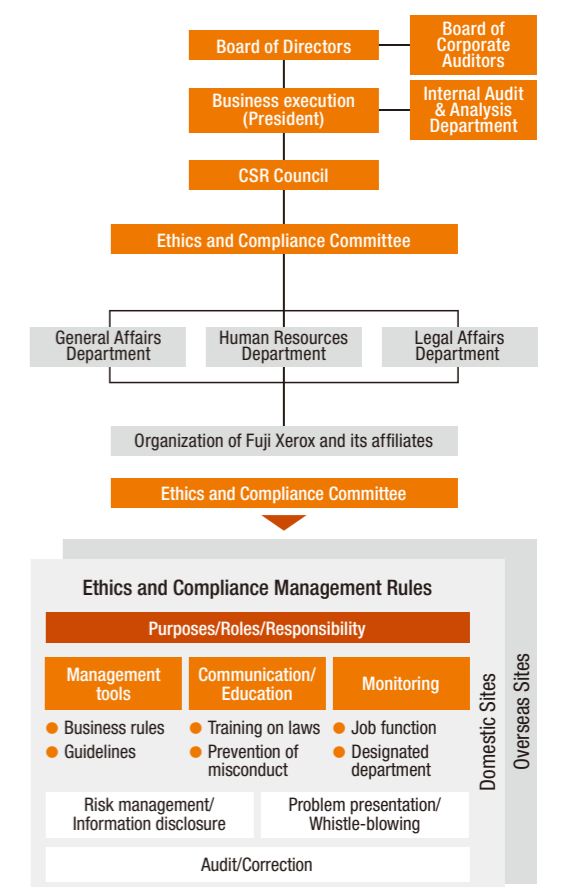 Board of Directors
Board of
Corporate
Auditors
Business execution
(President)
Internal Audit
& Analysis
Department
CSR Council
Ethics and Compliance Committee
General Affairs
Department
Human Resources
Department
Legal Affairs
Department
Organization of Fuji Xerox and its affiliates
Ethics and Compliance Committee
Ethics and Compliance Management Rules
Purposes/Roles/Responsibility
Management
tools
Communication/
Education
Monitoring
Business rules
Guidelines
Training on laws
Prevention of
misconduct
Job function
Designated
department
Risk management/
Information disclosure
Problem presentation/
Whistle-blowing
Audit/Correction
Domestic Sites
Overseas Sites